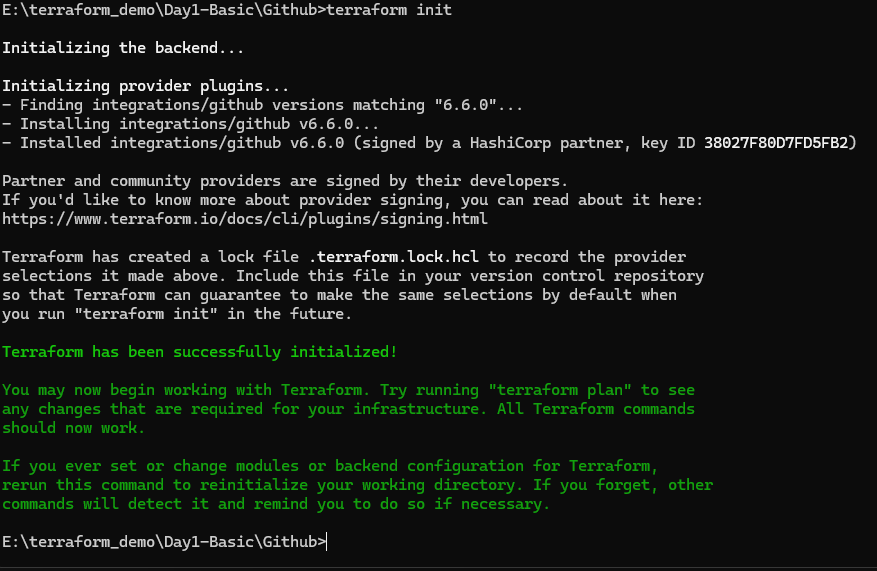 E:\terraform_demo\Day1-Basic\Github>terraform init
Initializing the backend...
Initializing provider plugins...
- Finding integrations/github versions matching "6.6.0"...
- Installing integrations/github v6.6.0...
- Installed integrations/github v6.6.0 (signed by a HashiCorp partner, key ID 38027F80D7FD5FB2)
Partner and community providers are signed by their developers.
If you'd like to know more about provider signing, you can read about it here:
https://www.terraform.io/docs/cli/plugins/signing.html
Terraform has created a lock file .terraform.lock.hcl to record the provider
selections it made above. Include this file in your version control repository
so that Terraform can guarantee to make the same selections by default when
you run "terraform init" in the future.
Terraform has been successfully initialized!
You may now begin working with Terraform. Try running "terraform plan" to see
any changes that are required for your infrastructure. All Terraform commands
should now work.
If you ever set or change modules or backend configuration for Terraform,
rerun this command to reinitialize your working directory. If you forget, other
commands will detect it and remind you to do so if necessary.
E:\terraform_demo\Day1-Basic\Github>